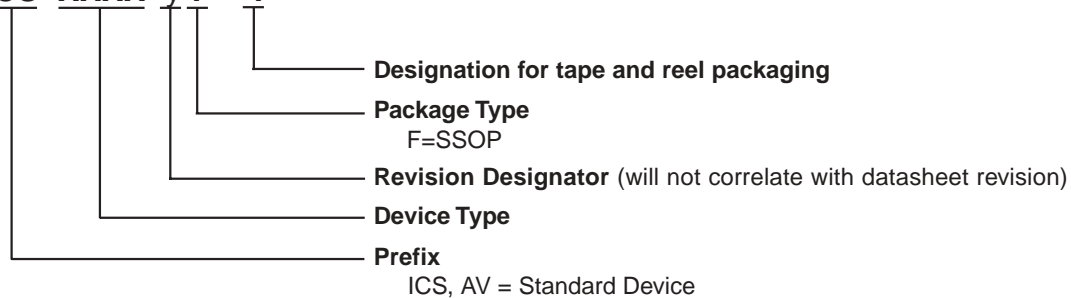 Designation for tape and reel packaging
Package Type
F=SSOP
Revision Designator (will not correlate with datasheet revision)
Device Type
Prefix
ICS, AV = Standard Device